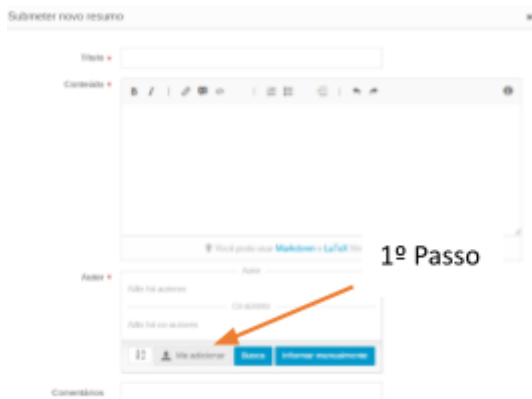 Submeter novo resumo
Título *
Conteúdo *
Você pode usar Markdown e LaTeX
1º Passo
Autor *
Autor
Não há autores
Co-autores
Não há co-autores
Me adicionar Busca Informar manualmente
Comentários